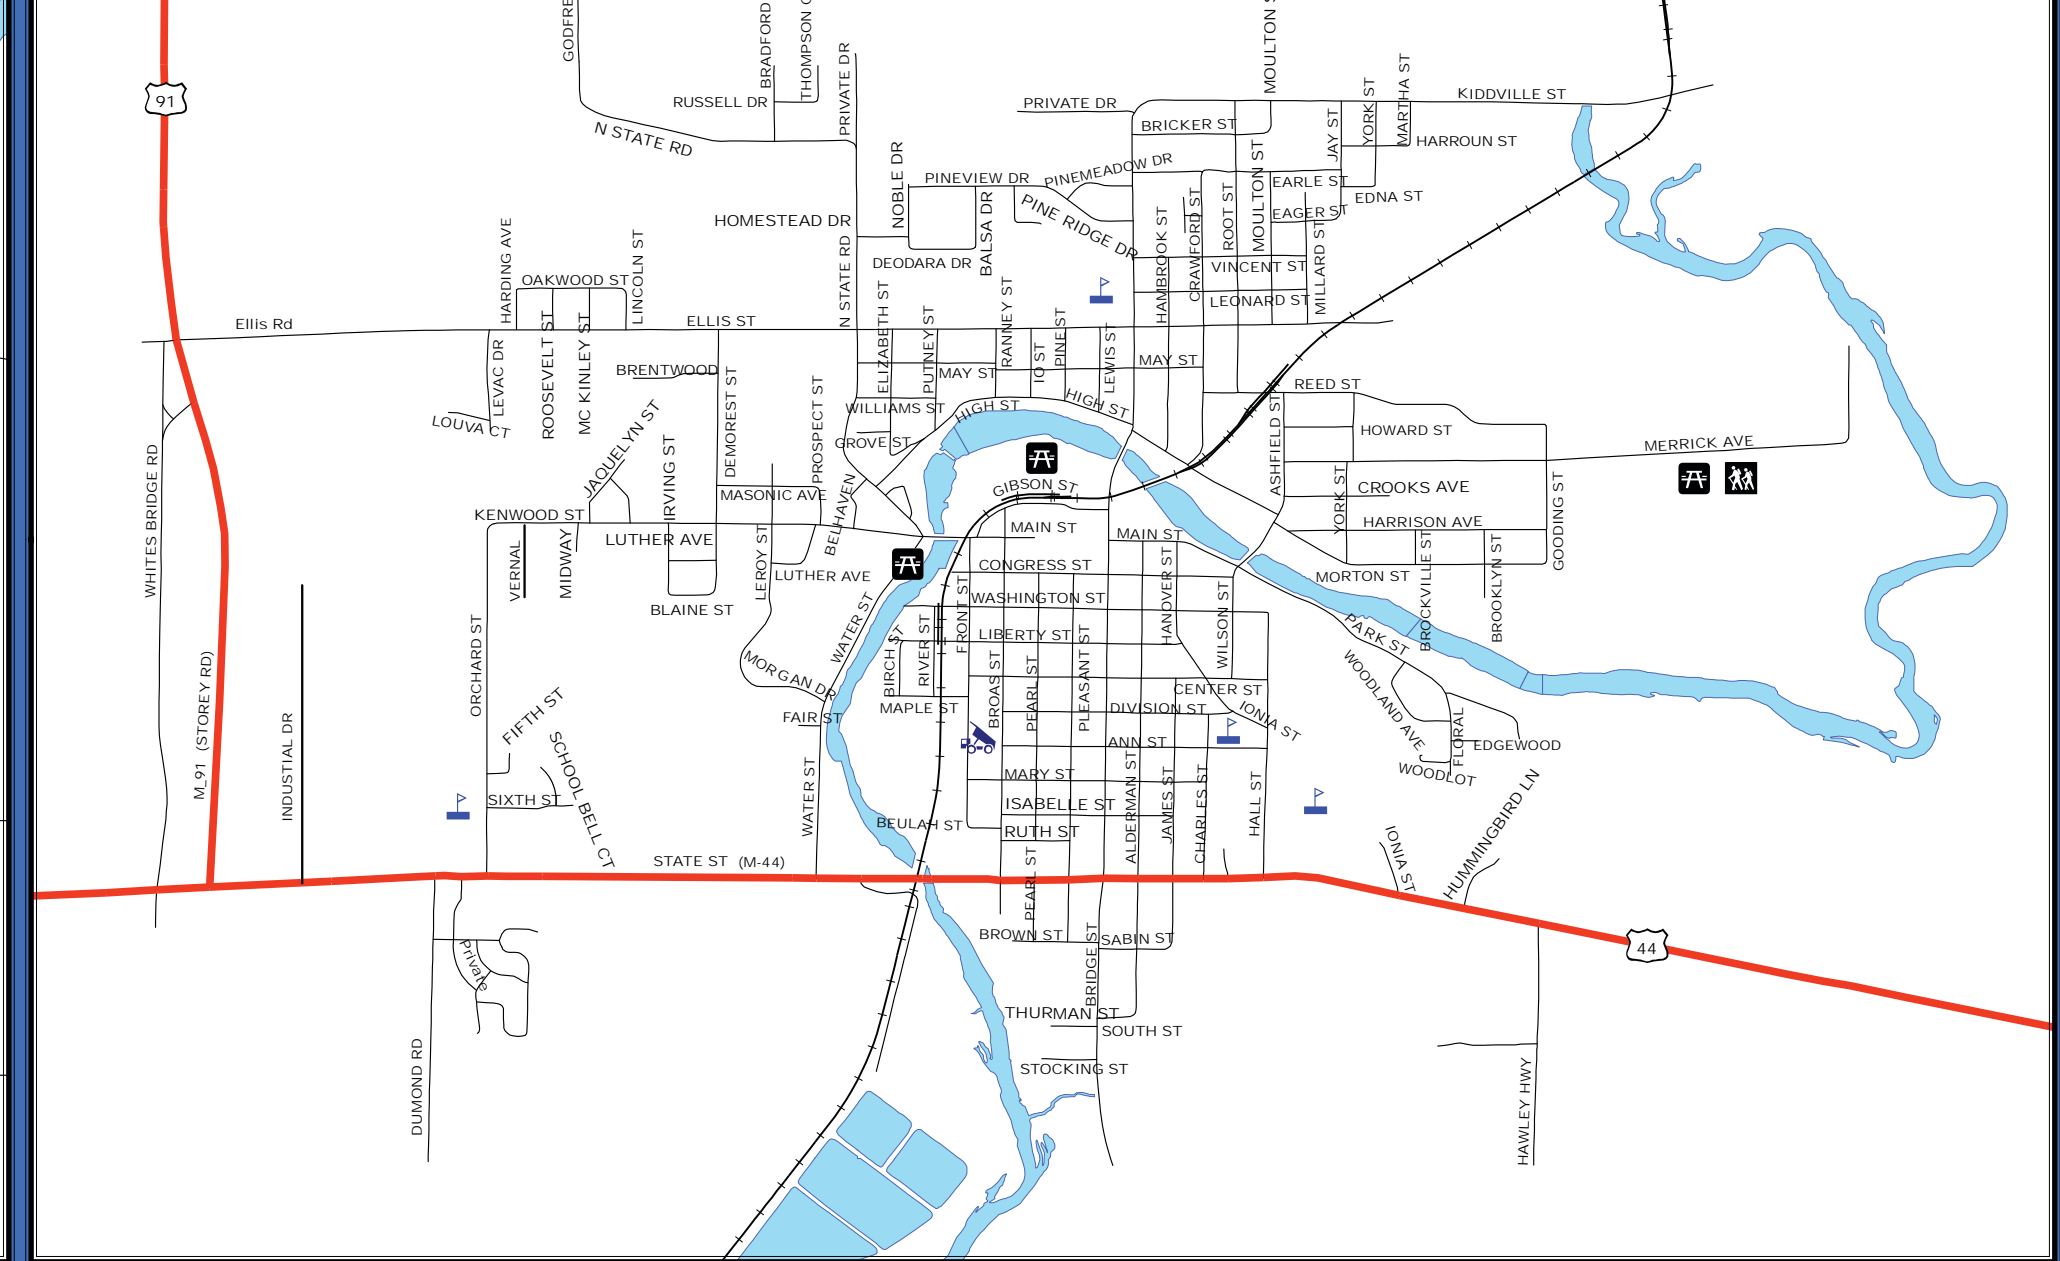 GODFRE
BRADFORD
THOMPSON
PRIVATE DR
MOULTON S
91
RUSSELL DR
N STATE RD
PRIVATE DR
KIDDVILLE ST
BRICKER ST
JAY ST
YORK ST
MARTHA ST
HARROUN ST
NOBLE DR
PINEVIEW DR
PINEMEADOW DR
MOULTON ST
EARLE ST
EDNA ST
EAGER ST
HOMESTEAD DR
BALSA DR
PINE RIDGE DR
HAMBROOK ST
CRAWFORD ST
ROOT ST
MILLARD ST
HARDING AVE
OAKWOOD ST
LINCOLN ST
N STATE RD
DEODARA DR
VINCENT ST
LEONARD ST
Ellis Rd
ELLIS ST
ELIZABETH ST
PUTNEY ST
RANNEY ST
IO ST
PINE ST
LEWIS ST
MAY ST
MAY ST
LEVAC DR
ROOSEVELT ST
MC KINLEY ST
BRENTWOOD
DEMOREST ST
PROSPECT ST
WILLIAMS ST
HIGH ST
HIGH ST
REED ST
LOUVA CT
JAQUELYN ST
IRVING ST
GROVE ST
ASHFIELD ST
HOWARD ST
MERRICK AVE
WHITES BRIDGE RD
MASONIC AVE
BELHAVEN
GIBSON ST
YORK ST
CROOKS AVE
GOODING ST
KENWOOD ST
VERNAL
MIDWAY
LUTHER AVE
LEROY ST
MAIN ST
MAIN ST
HARRISON AVE
LUTHER AVE
CONGRESS ST
HANOVER ST
MORTON ST
BROCKVILLE ST
BROOKLYN ST
BLAINE ST
WATER ST
FRONT ST
WASHINGTON ST
WILSON ST
ORCHARD ST
BIRCH ST
RIVER ST
LIBERTY ST
PARK ST
MORGAN DR
BROAS ST
PEARL ST
PLEASANT ST
CENTER ST
WOODLAND AVE
M_91 (STOREY RD)
INDUSTIAL DR
FIFTH ST
FAIR ST
MAPLE ST
DIVISION ST
IONIA ST
FLORAL
EDGEWOOD
SCHOOL BELL CT
ANN ST
WOODLOT
SIXTH ST
WATER ST
MARY ST
ALDERMAN ST
JAMES ST
CHARLES ST
HALL ST
ISABELLE ST
BEULAH ST
RUTH ST
IONIA ST
HUMMINGBIRD LN
STATE ST (M-44)
PEARL ST
BROWN ST
SABIN ST
44
Private
BRIDGE ST
THURMAN ST
SOUTH ST
DUMOND RD
STOCKING ST
HAWLEY HWY